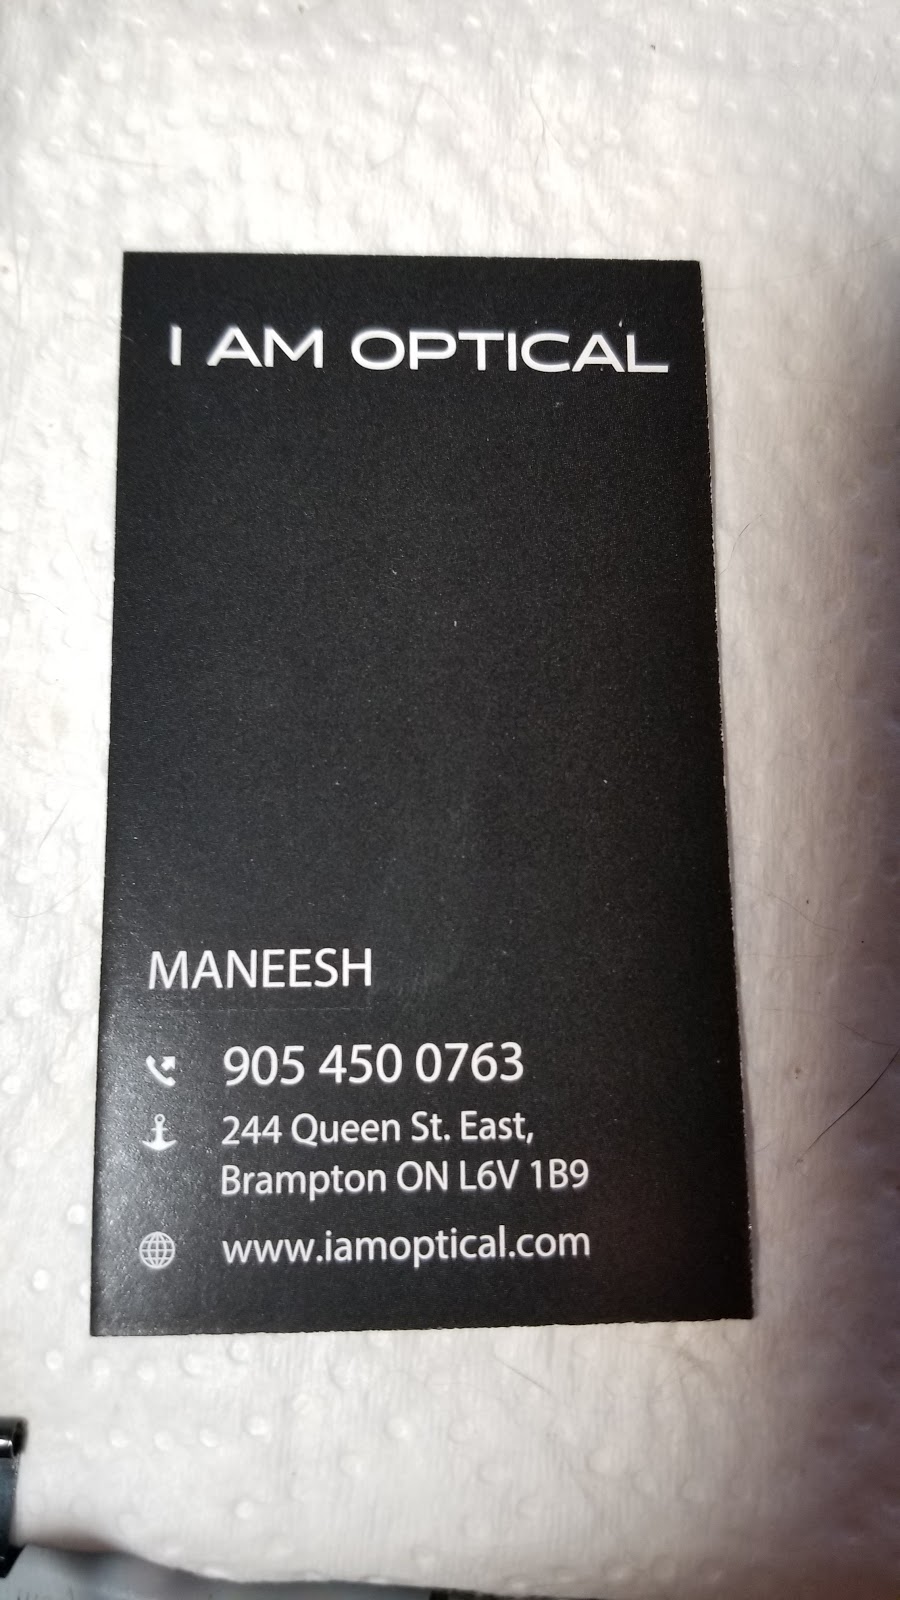 I AM OPTICAL
MANEESH
905 450 0763
244 Queen St. East,
Brampton ON L6V 1B9
www.iamoptical.com